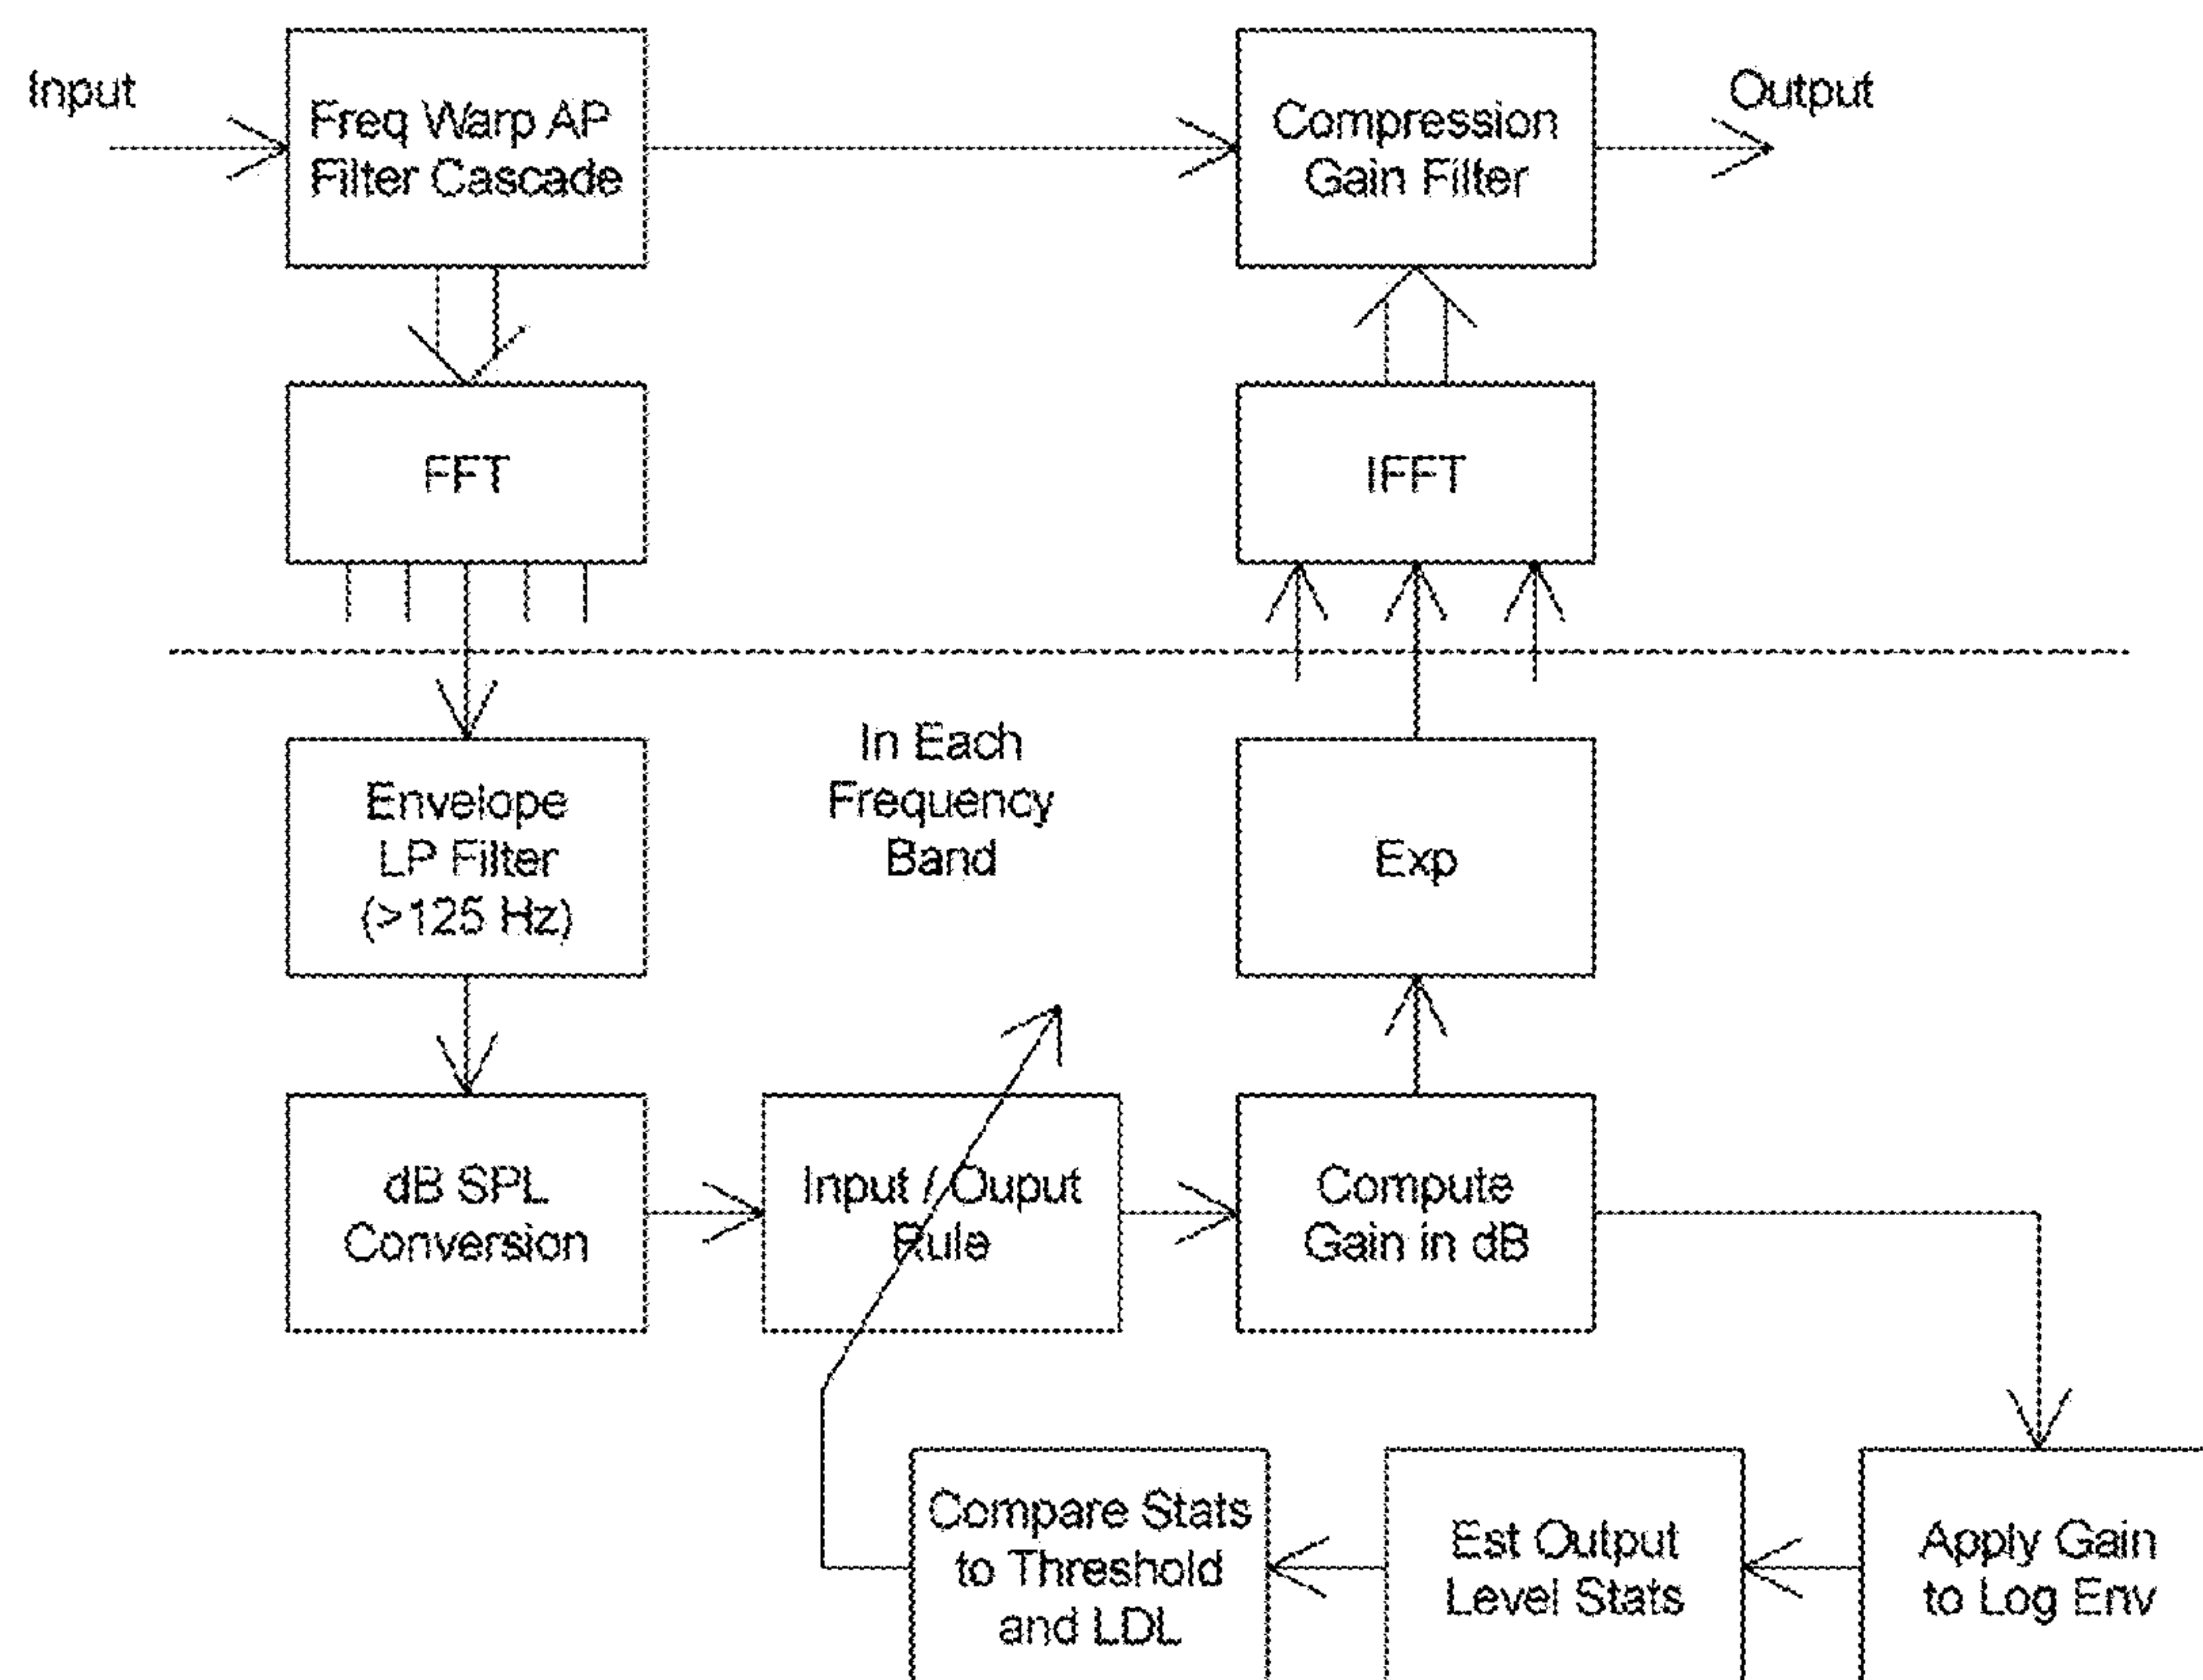 Input
Freq Warp AP
Filter Cascade
Compression
Gain Filter
Output
FFT
IFFT
Envelope
LP Filter
(>125 Hz)
In Each
Frequency
Band
Exp
dB SPL
Conversion
Input / Ouput
Rule
Compute
Gain in dB
Compare Stats
to Threshold
and LDL
Est Output
Level Stats
Apply Gain
to Log Env